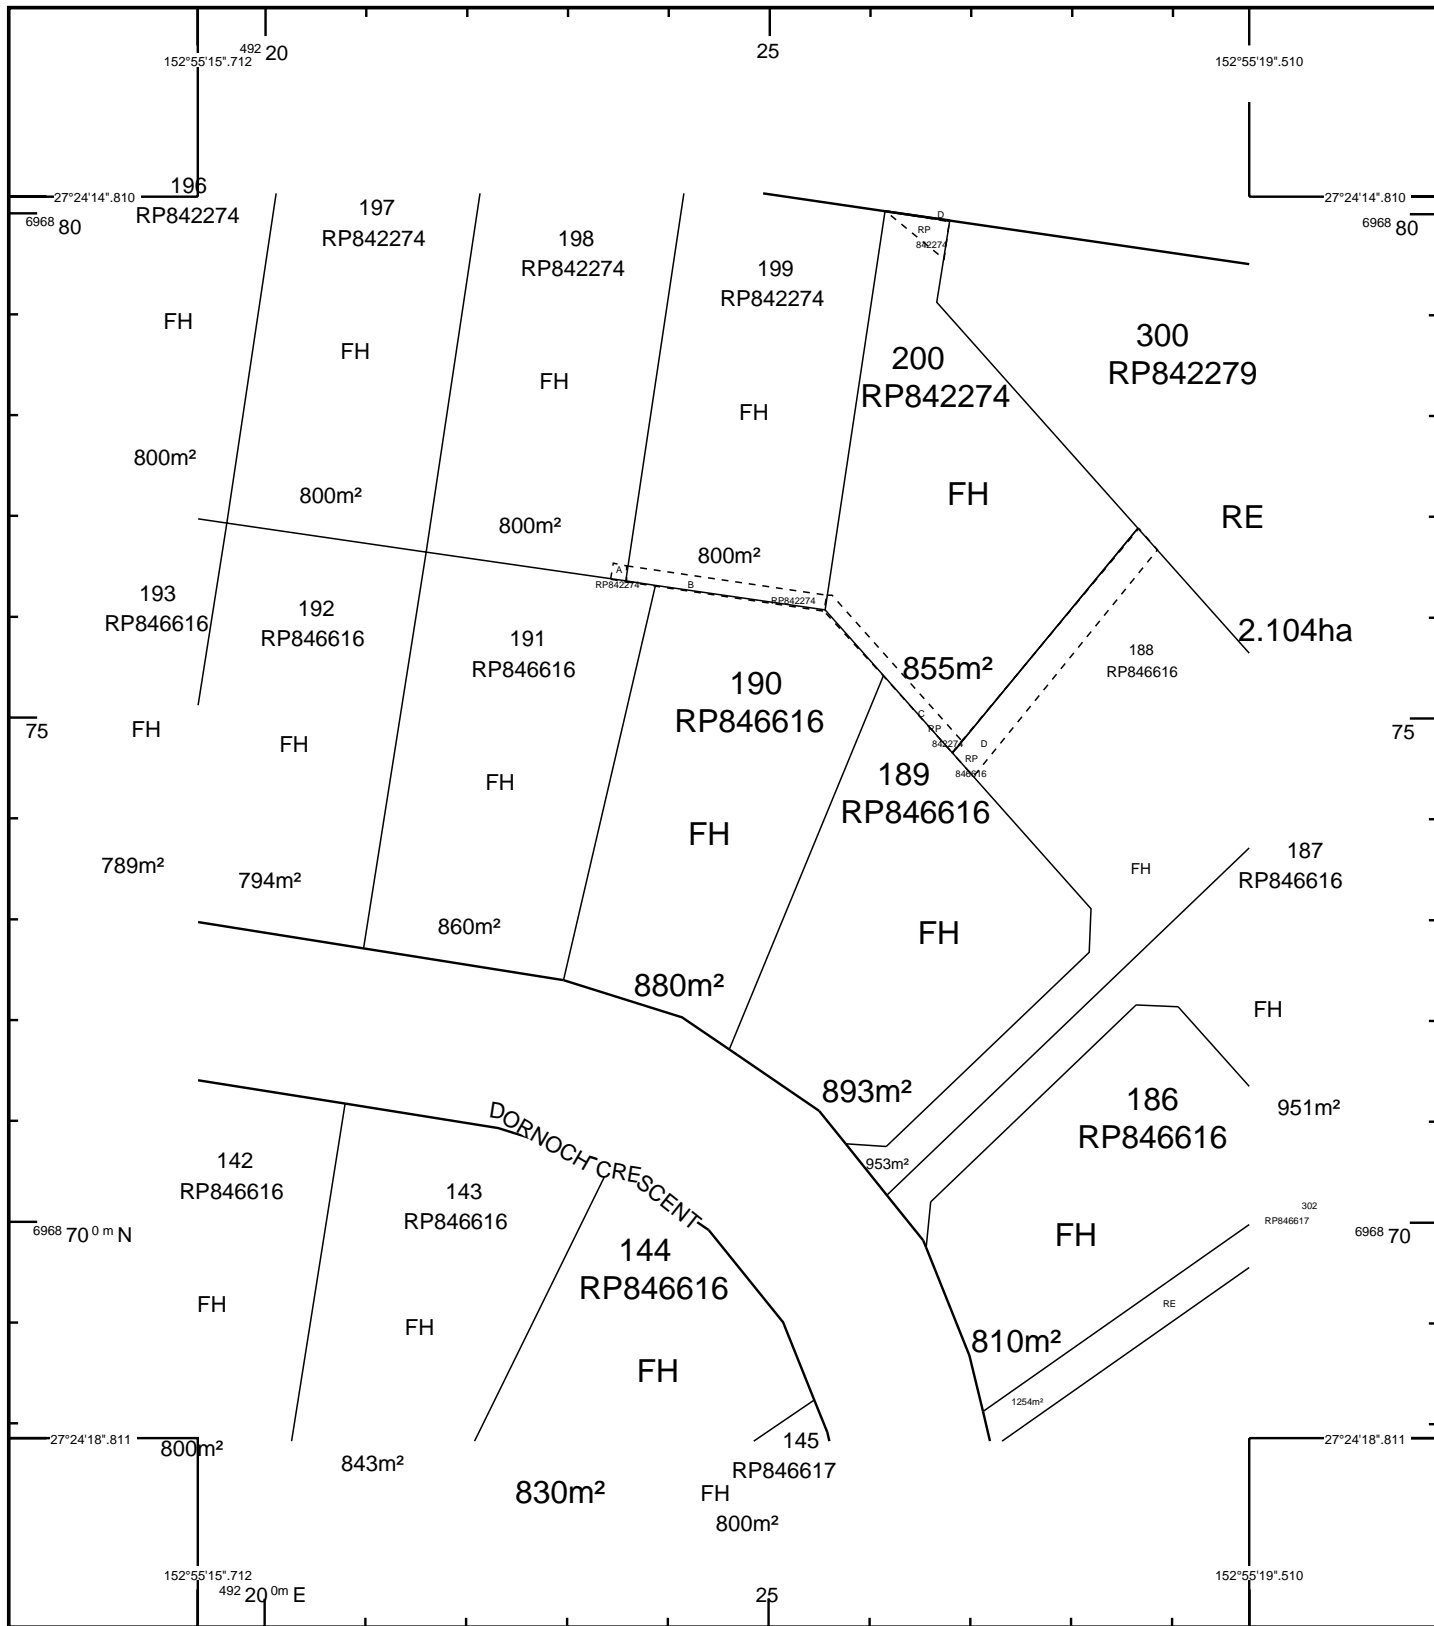 492 20
25
152°55'15".712
152°55'19".510
27°24'14".810
27°24'14".810
6968 80
6968 80
196
RP842274
197
RP842274
198
RP842274
199
RP842274
FH
FH
FH
FH
200
RP842274
300
RP842279
D
RP
842274
FH
RE
800m²
800m²
800m²
800m²
A
RP842274
B
RP842274
193
RP846616
192
RP846616
191
RP846616
190
RP846616
855m²
2.104ha
188
RP846616
75
75
FH
FH
FH
FH
C
RP
842274
D
RP
846616
189
RP846616
FH
FH
187
RP846616
FH
789m²
794m²
860m²
880m²
893m²
953m²
951m²
186
RP846616
FH
DORNOCH CRESCENT
142
RP846616
143
RP846616
144
RP846616
302
RP846617
6968 70 0 m N
6968 70
FH
FH
FH
RE
810m²
1254m²
27°24'18".811
27°24'18".811
800m²
843m²
830m²
145
RP846617
FH
800m²
152°55'15".712
152°55'19".510
492 20 0m E
25